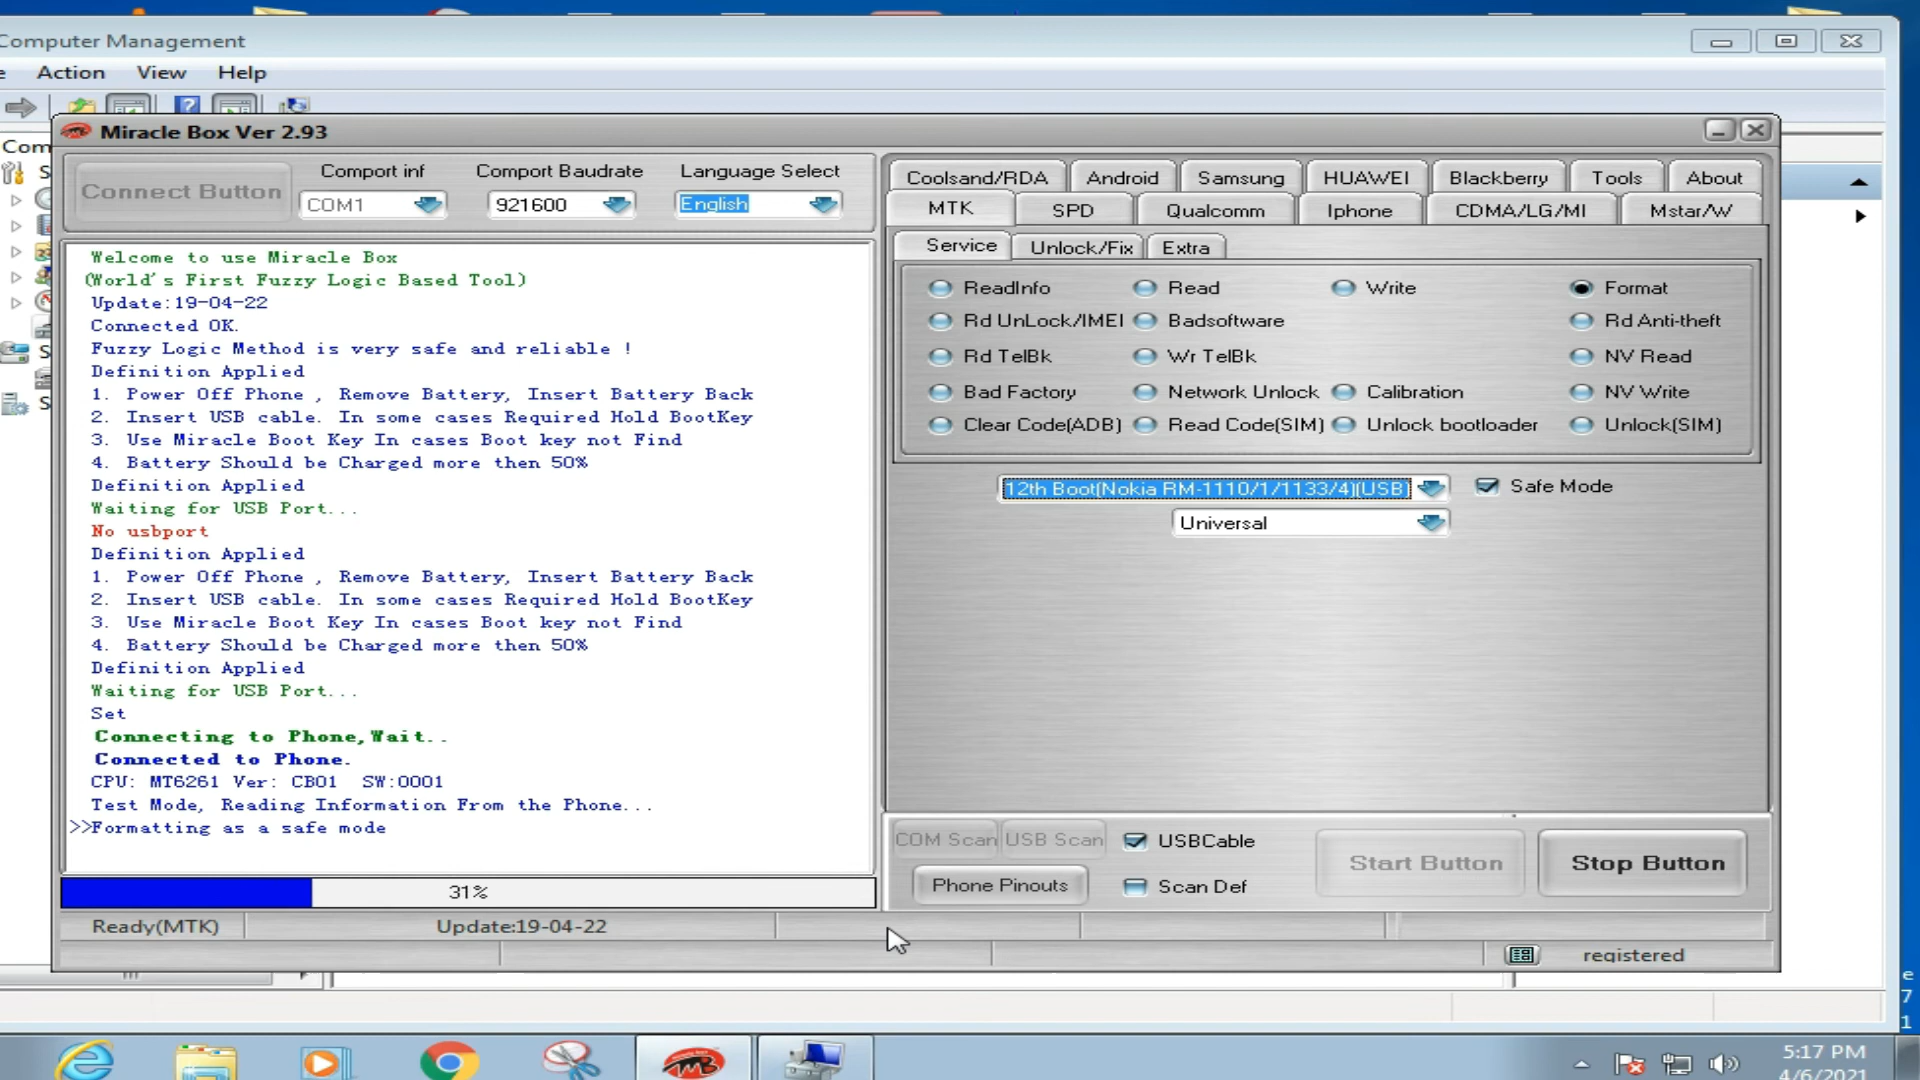 Computer Management
Action View Help
Com
Miracle Box Ver 2.93
Connect Button
Comport inf
Comport Baudrate
Language Select
COM1
921600
English
Welcome to use Miracle Box
(World's First Fuzzy Logic Based Tool)
Update:19-04-22
Connected OK.
Fuzzy Logic Method is very safe and reliable !
Definition Applied
1. Power Off Phone , Remove Battery, Insert Battery Back
2. Insert USB cable. In some cases Required Hold BootKey
3. Use Miracle Boot Key In cases Boot key not Find
4. Battery Should be Charged more then 50%
Definition Applied
Waiting for USB Port...
No usbport
Definition Applied
1. Power Off Phone , Remove Battery, Insert Battery Back
2. Insert USB cable. In some cases Required Hold BootKey
3. Use Miracle Boot Key In cases Boot key not Find
4. Battery Should be Charged more then 50%
Definition Applied
Waiting for USB Port...
Set
Connecting to Phone,Wait..
Connected to Phone.
CPU: MT6261 Ver: CB01 SW:0001
Test Mode, Reading Information From the Phone...
>>Formatting as a safe mode
31%
Ready(MTK)
Update:19-04-22
Coolsand/RDA Android Samsung HUAWEI Blackberry Tools About
MTK SPD Qualcomm Iphone CDMA/LG/MI Mstar/W
Service Unlock/Fix Extra
ReadInfo Read Write Format
Rd UnLock/IMEI Badsoftware Rd Anti-theft
Rd TelBk Wr TelBk NV Read
Bad Factory Network Unlock Calibration NV Write
Clear Code(ADB) Read Code(SIM) Unlock bootloader Unlock(SIM)
12th Boot(Nokia RM-1110/1/1133/4)(USB)
Safe Mode
Universal
COM Scan USB Scan USBCable
Start Button
Stop Button
Phone Pinouts Scan Def
registered
5:17 PM
4/6/2021